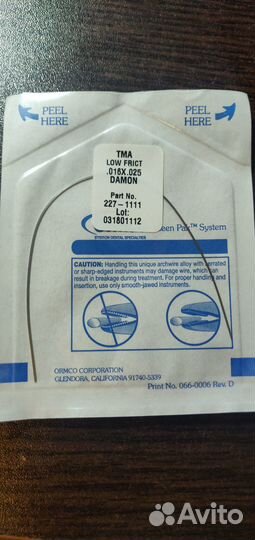 PEEL
HERE
PEEL
HERE
TMA
LOW FRICT
.016X.025
DAMON
Part No.
227-1111
Lot:
031801112
een Pak™ System
SYBRON DENTAL SPECIALTIES
CAUTION: Handling this unique archwire alloy with serrated
or sharp-edged instruments may damage wire, which can
result in breakage during treatment. For proper handling and
insertion, use only smooth-jawed instruments.
ORMCO CORPORATION
GLENDORA, CALIFORNIA 91740-5339
Print No. 066-0006 Rev. D
Avito